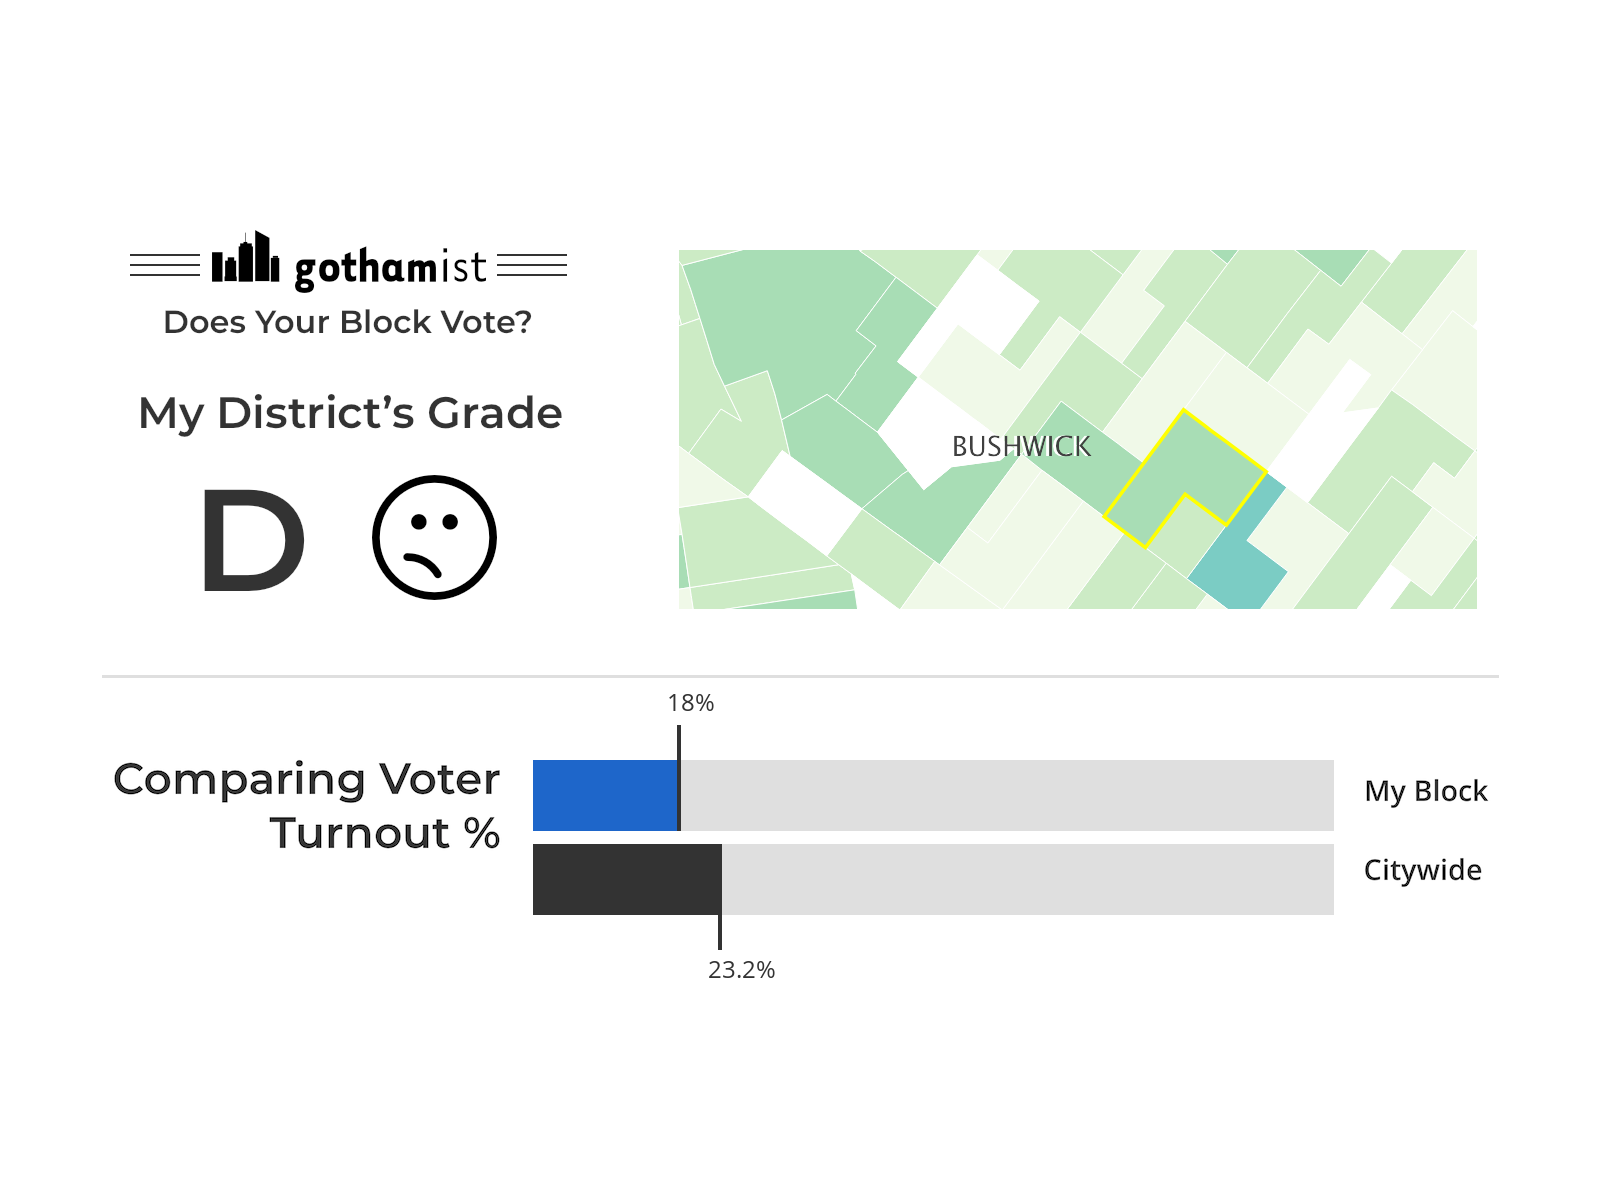 gothamist
Does Your Block Vote?
My District’s Grade
D
BUSHWICK
18%
Comparing Voter
Turnout %
My Block
Citywide
23.2%